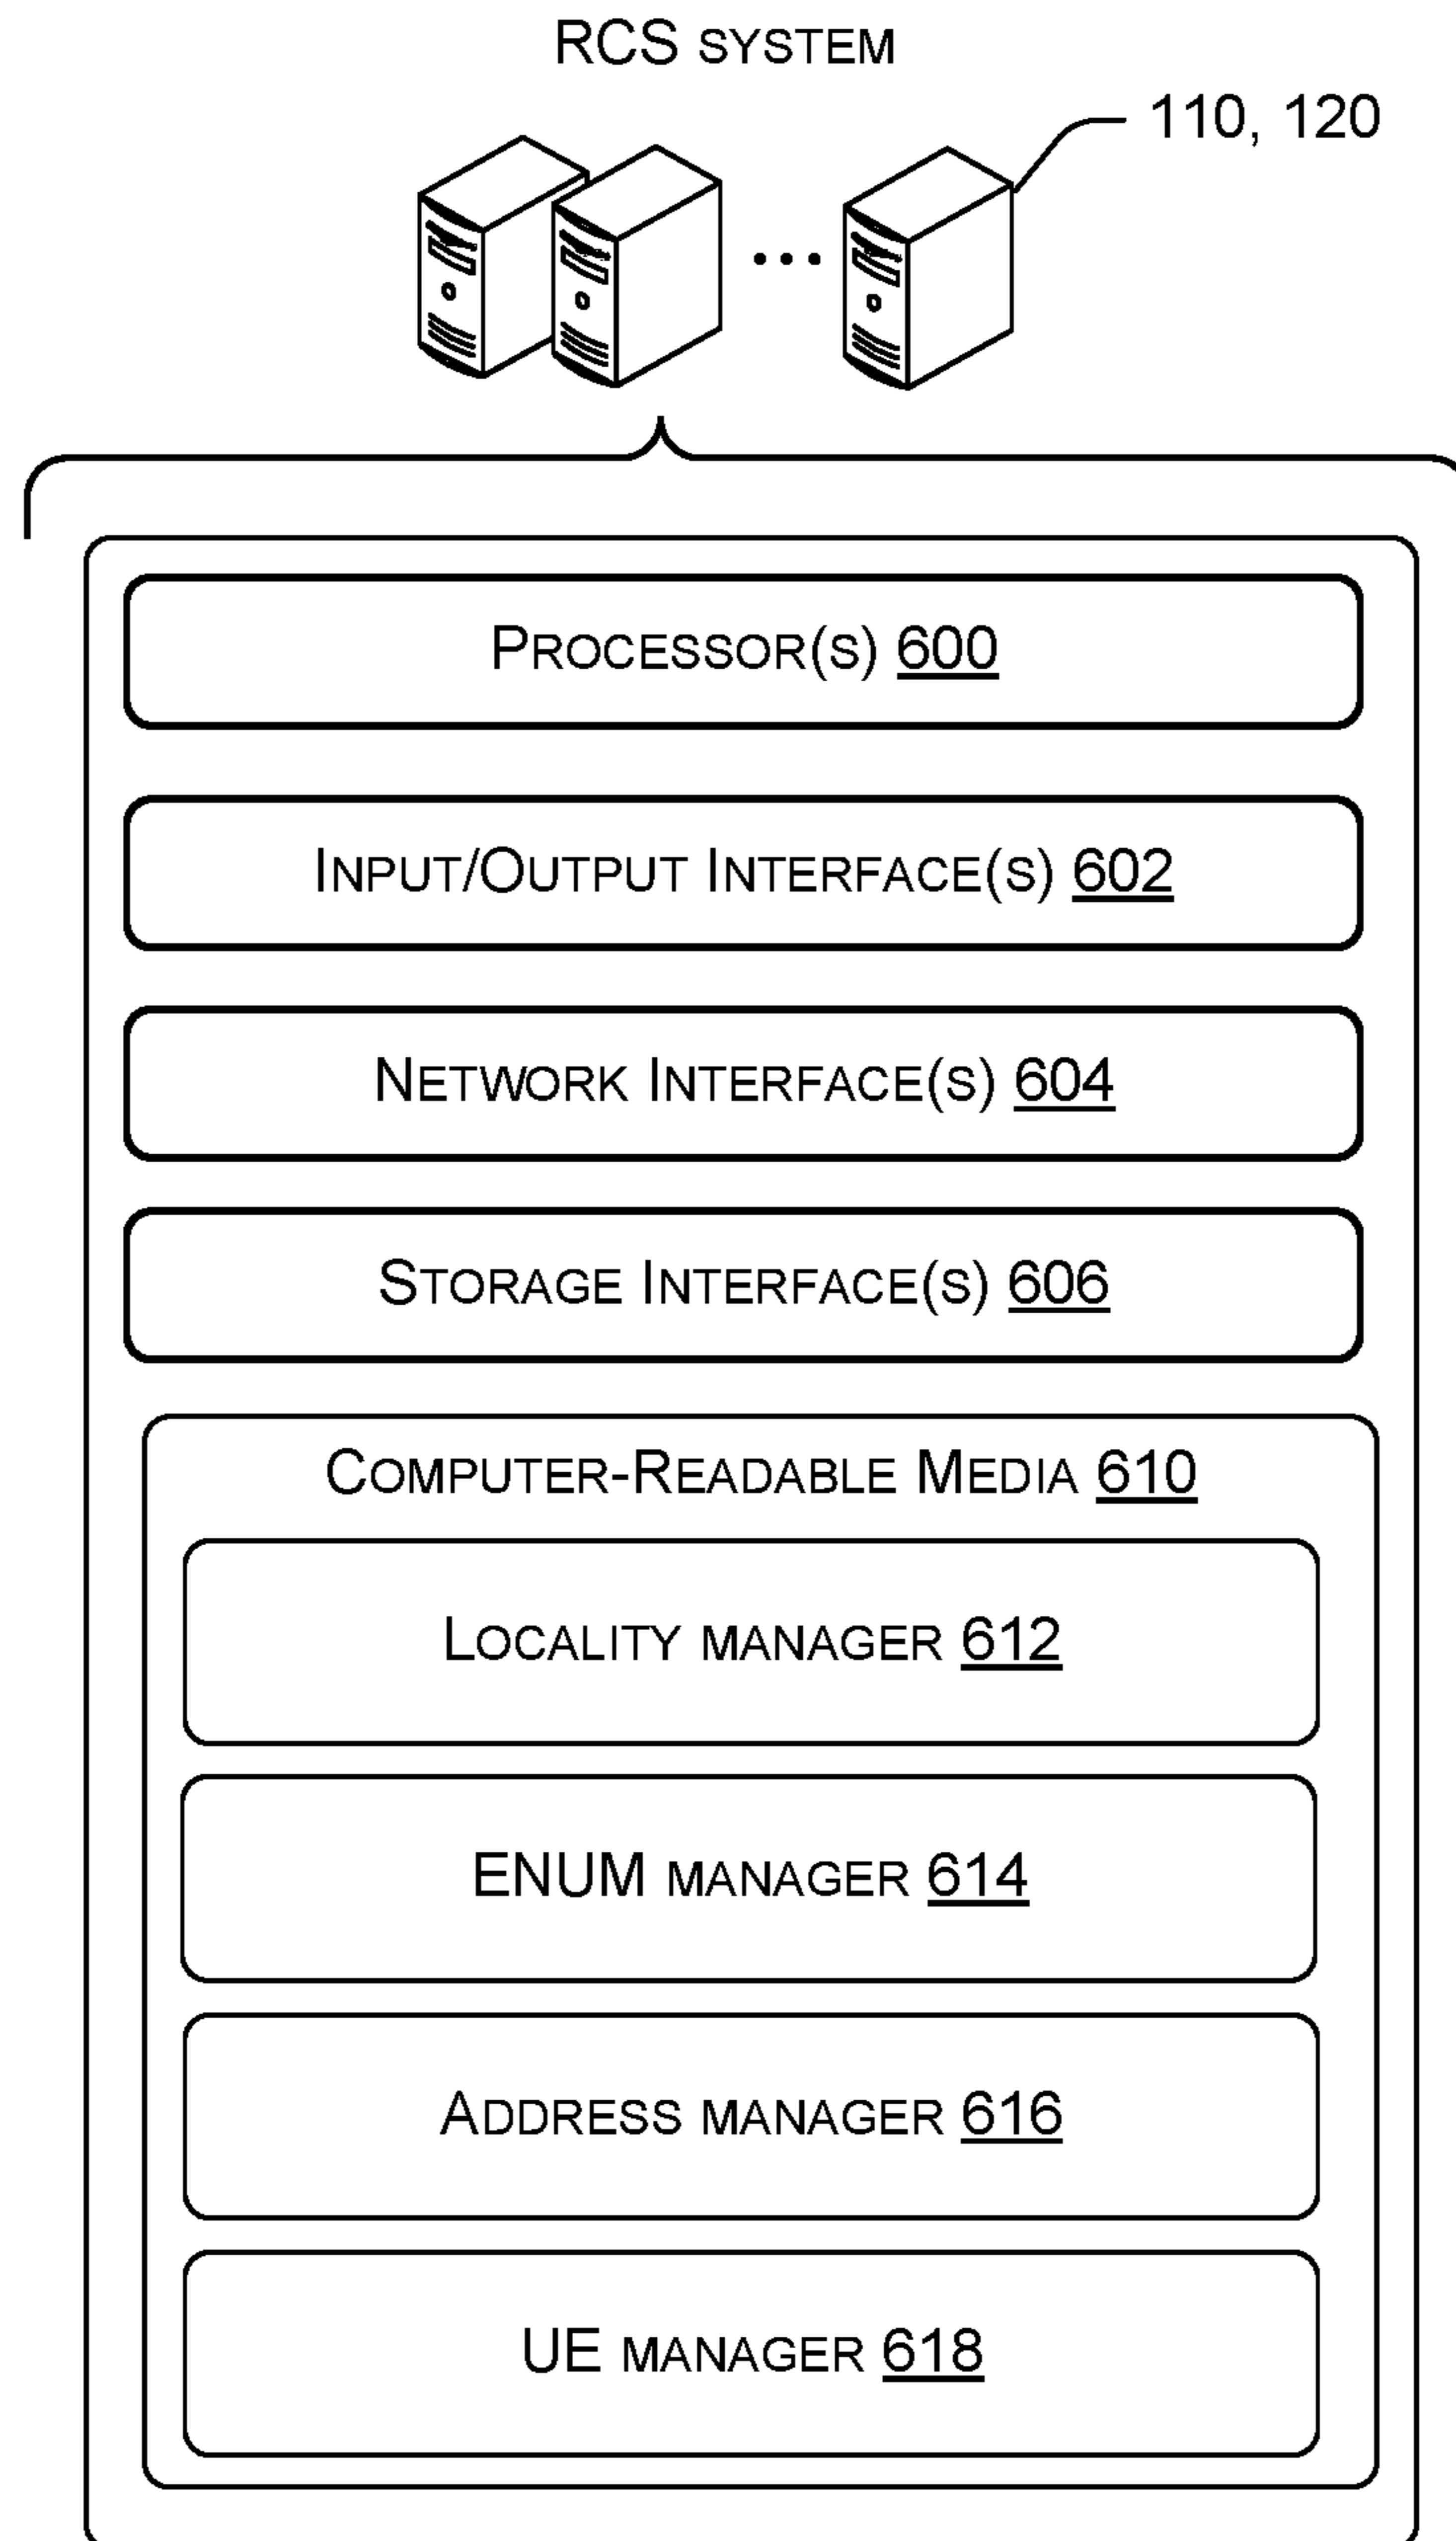 RCS SYSTEM
110, 120
PROCESSOR(S) 600
INPUT/OUTPUT INTERFACE(S) 602
NETWORK INTERFACE(S) 604
STORAGE INTERFACE(S) 606
COMPUTER-READABLE MEDIA 610
LOCALITY MANAGER 612
ENUM MANAGER 614
ADDRESS MANAGER 616
UE MANAGER 618